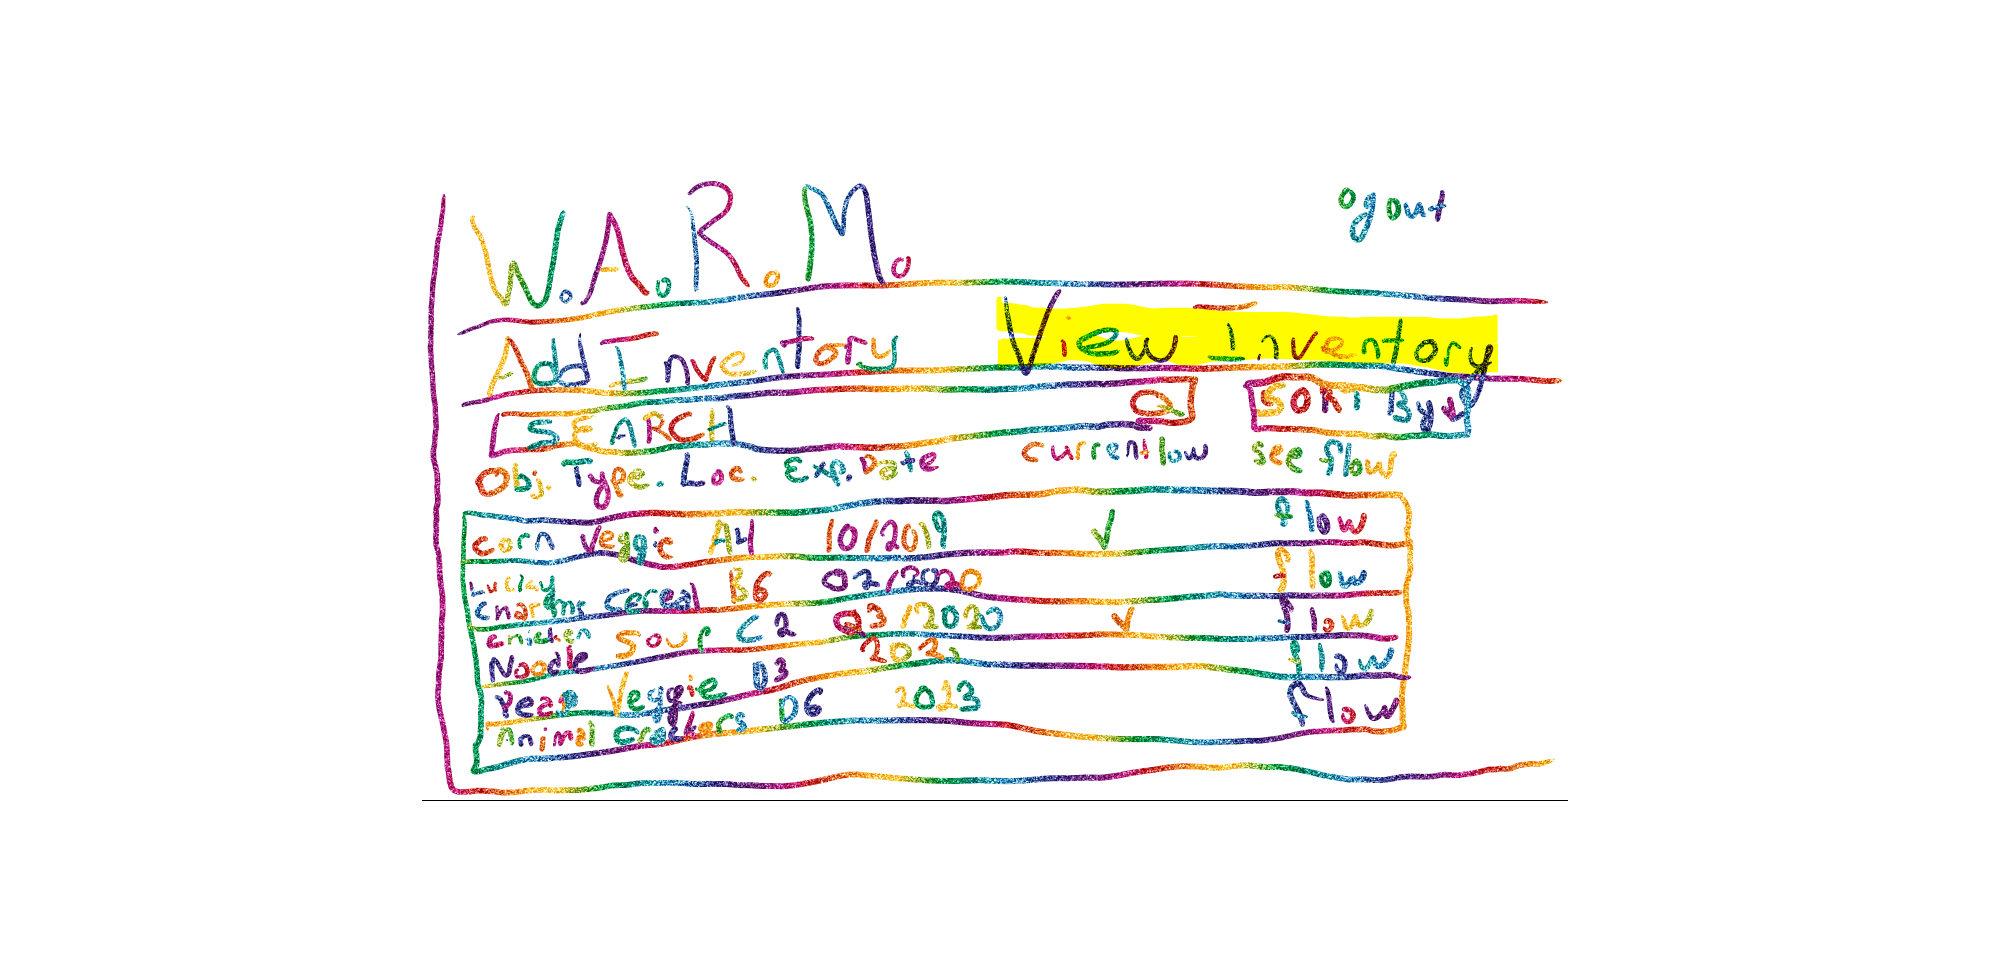 W.A.R.M. ogout
Add Inventory View Inventory
SEARCH SORT By
Obj. Type. Loc. Exp. Date current low see flow
corn veggie A4 10/2019 flow
Lucky Charms cereal B6 02/2020 flow
chicken Noodle soup C2 03/2020 flow
Peas Veggie D3 202 flow
Animal crackers D6 2023 flow